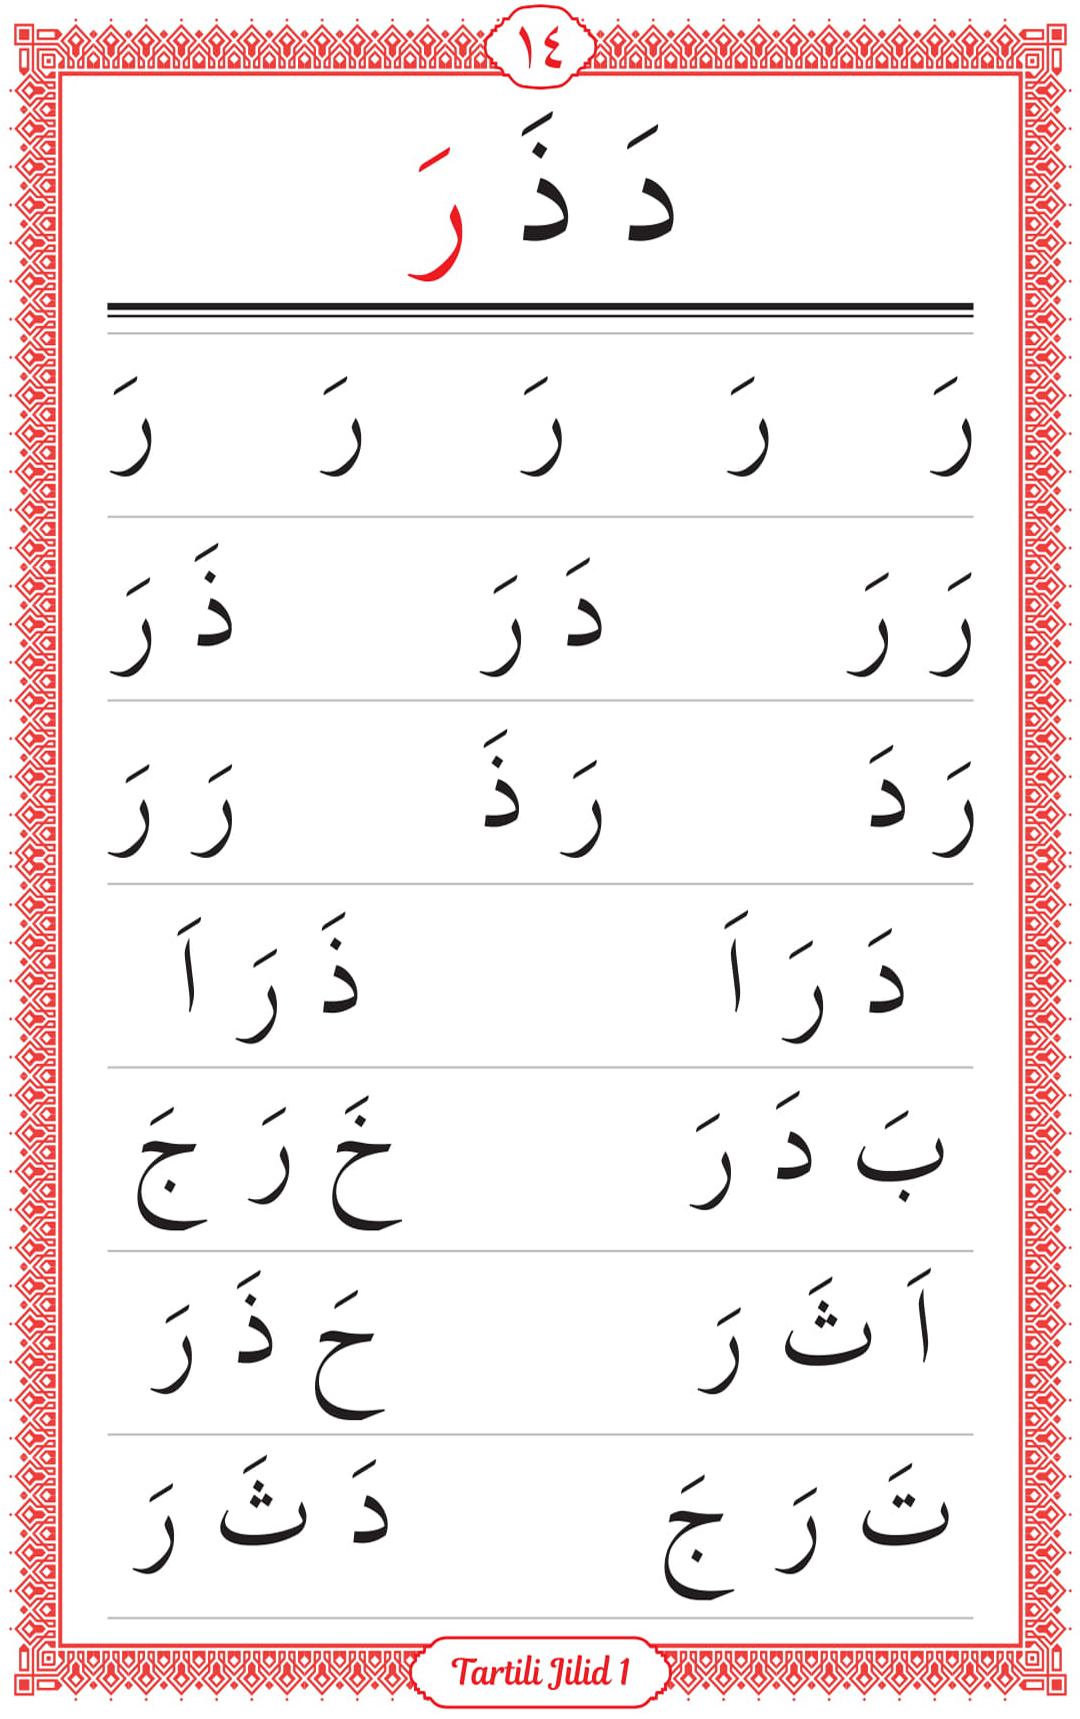 ١٤
دَ ذَ رَ
رَ رَ رَ رَ رَ
رَ رَ دَ رَ ذَ رَ
رَ دَ رَ ذَ رَ رَ
دَ رَ اَ ذَ رَ اَ
بَ دَ رَ خَ رَ جَ
اَ ثَ رَ حَ ذَ رَ
تَ رَ جَ دَ ثَ رَ
Tartili Jilid 1